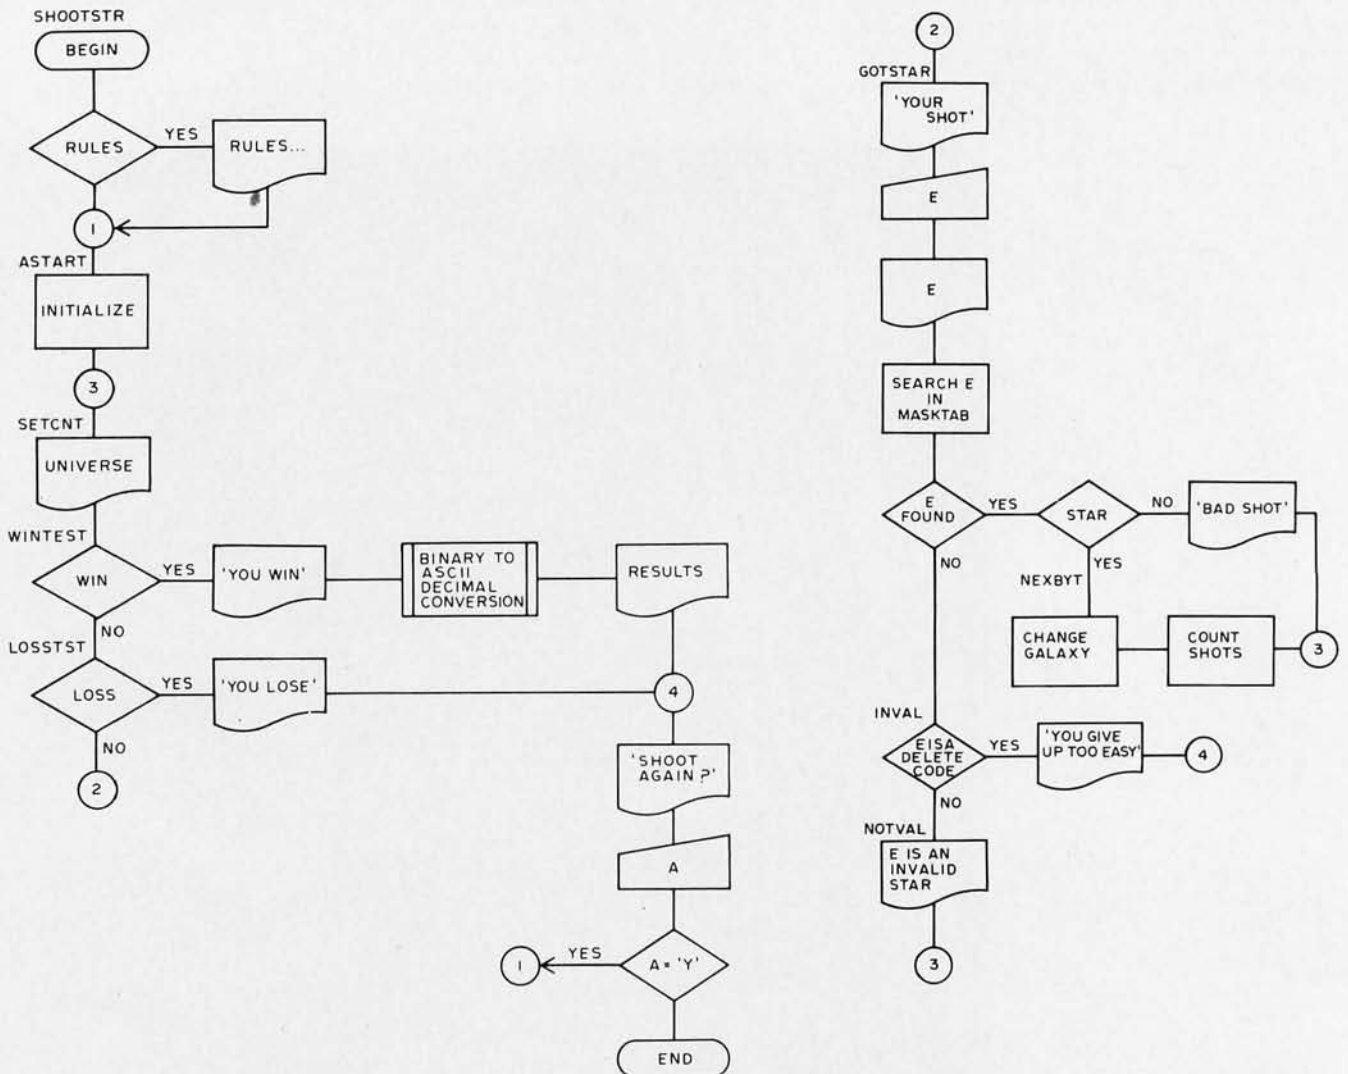 SHOOTSTR
BEGIN
RULES
YES
RULES...
1
ASTART
INITIALIZE
3
SETCNT
UNIVERSE
WINTEST
WIN
YES
'YOU WIN'
BINARY TO
ASCII
DECIMAL
CONVERSION
RESULTS
NO
LOSSTST
LOSS
YES
'YOU LOSE'
4
NO
2
'SHOOT
AGAIN?'
A
A = 'Y'
YES
1
END
2
GOTSTAR
'YOUR
SHOT'
E
E
SEARCH E
IN
MASKTAB
E
FOUND
YES
STAR
NO
'BAD SHOT'
NO
YES
NEXBYT
CHANGE
GALAXY
COUNT
SHOTS
3
INVAL
E IS A
DELETE
CODE
YES
'YOU GIVE
UP TOO EASY'
4
NO
NOTVAL
E IS AN
INVALID
STAR
3